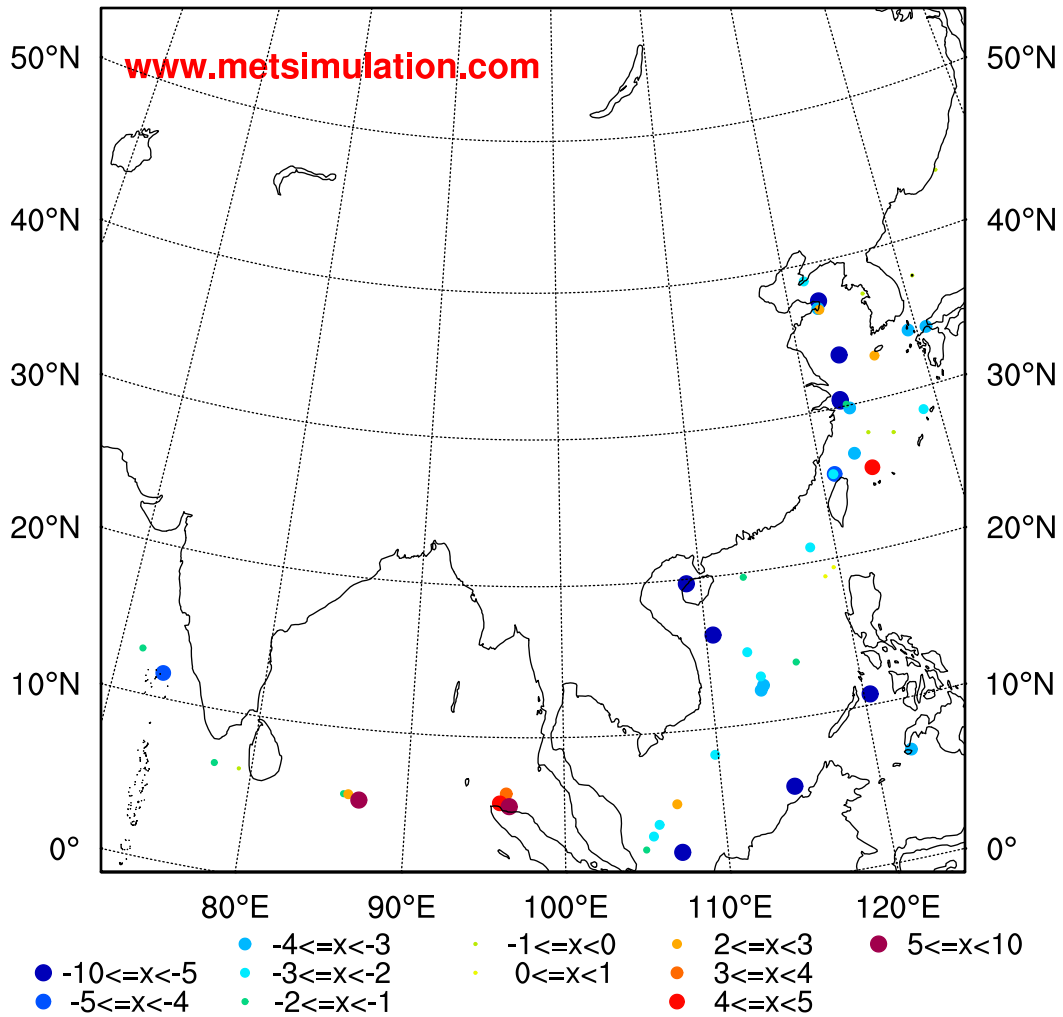 www.metsimulation.com
50°N 50°N
40°N 40°N
30°N 30°N
20°N 20°N
10°N 10°N
0° 0°
80°E 90°E 100°E 110°E 120°E
-4<=x<-3 -1<=x<0 2<=x<3 5<=x<10
-10<=x<-5 -3<=x<-2 0<=x<1 3<=x<4
-5<=x<-4 -2<=x<-1 4<=x<5